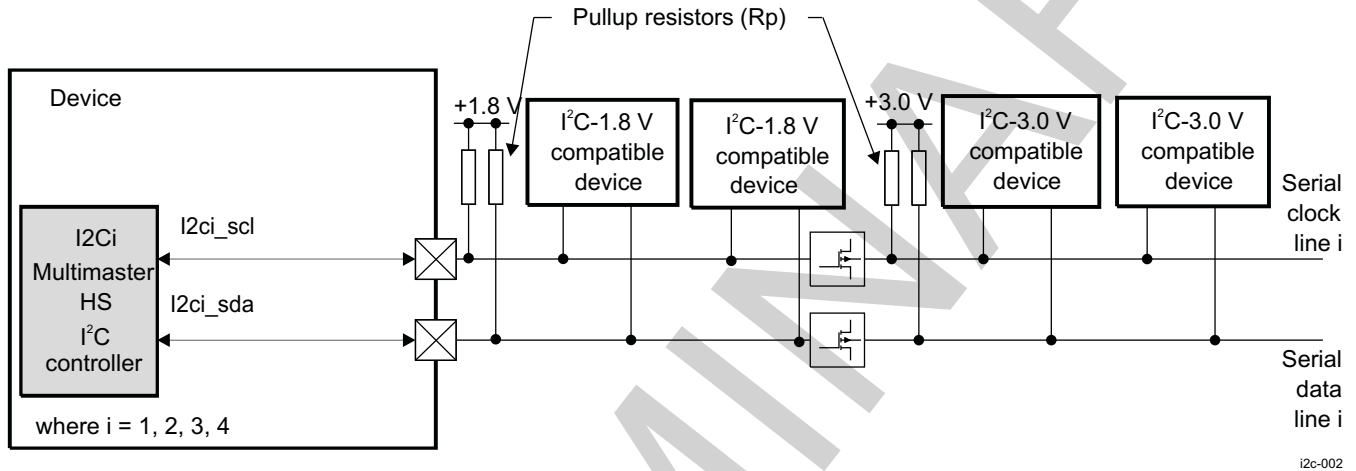 Pullup resistors (Rp)
Device
+1.8 V
I²C-1.8 V
compatible
device
I²C-1.8 V
compatible
device
+3.0 V
I²C-3.0 V
compatible
device
I²C-3.0 V
compatible
device
Serial
clock
line i
I2Ci
Multimaster
HS
I²C
controller
I2ci_scl
I2ci_sda
where i = 1, 2, 3, 4
Serial
data
line i
i2c-002